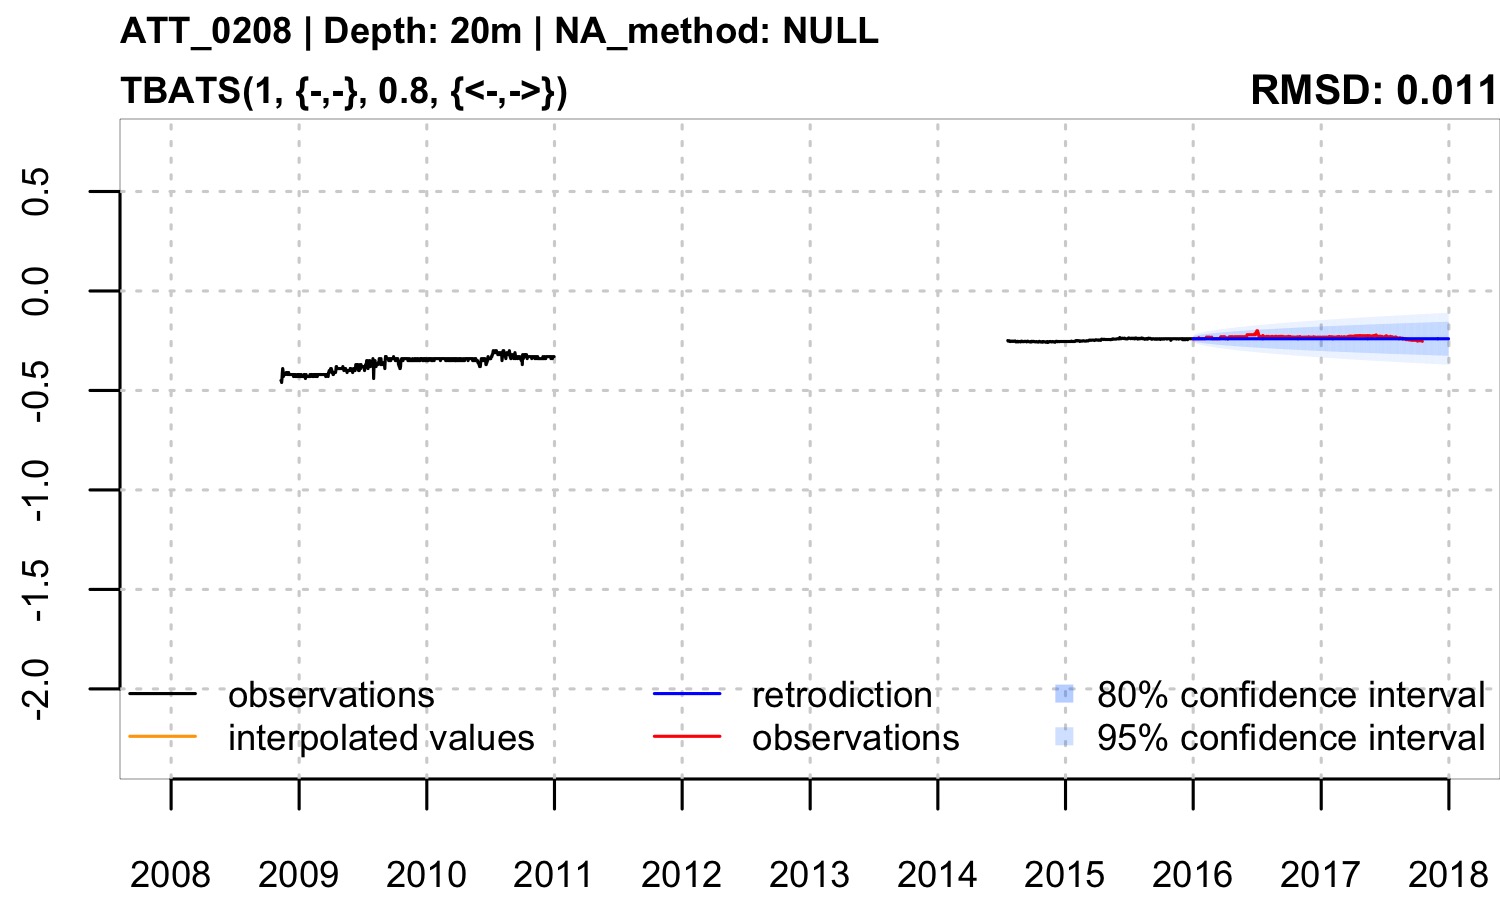 ATT_0208 | Depth: 20m | NA_method: NULL
TBATS(1, {-,-}, 0.8, {<-,->})
RMSD: 0.011
0.5
0.0
-0.5
-1.0
-1.5
-2.0
observations
retrodiction
80% confidence interval
interpolated values
observations
95% confidence interval
2008 2009 2010 2011 2012 2013 2014 2015 2016 2017 2018